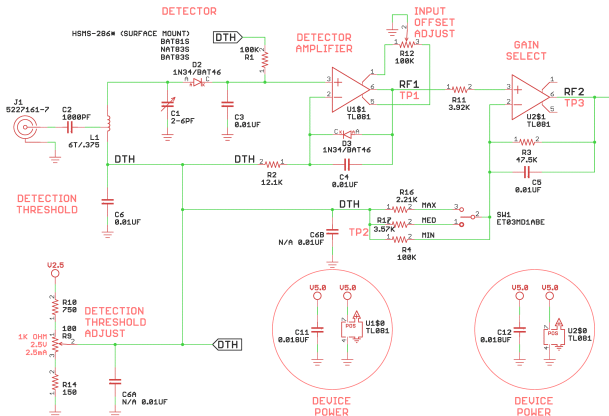 DETECTOR
HSMS-286* (SURFACE MOUNT)
BAT81S
NAT83S
BAT83S
D2
1N34/BAT46
A
C
DTH
100K
R1
DETECTOR
AMPLIFIER
INPUT
OFFSET
ADJUST
R12
100K
GAIN
SELECT
J1
5227161-7
C2
1000PF
L1
6T/.375
C1
2-6PF
C3
0.01UF
U1$1
TL081
RF1
TP1
R11
3.92K
U2$1
TL081
RF2
TP3
D3
1N34/BAT46
C4
0.01UF
R3
47.5K
C5
0.01UF
DTH
DTH
R2
12.1K
DETECTION
THRESHOLD
C6
0.01UF
DTH
C6B
N/A 0.01UF
TP2
R16
2.21K
MAX
R17
3.57K
MED
R4
100K
MIN
SW1
ET03MD1ABE
V2.5
R10
750
DETECTION
THRESHOLD
ADJUST
1K OHM
2.5V
2.5mA
100
R9
DTH
R14
150
C6A
N/A 0.01UF
V5.0
V5.0
C11
0.018UF
POS
U1$0
TL081
DEVICE
POWER
V5.0
V5.0
C12
0.018UF
POS
U2$0
TL081
DEVICE
POWER